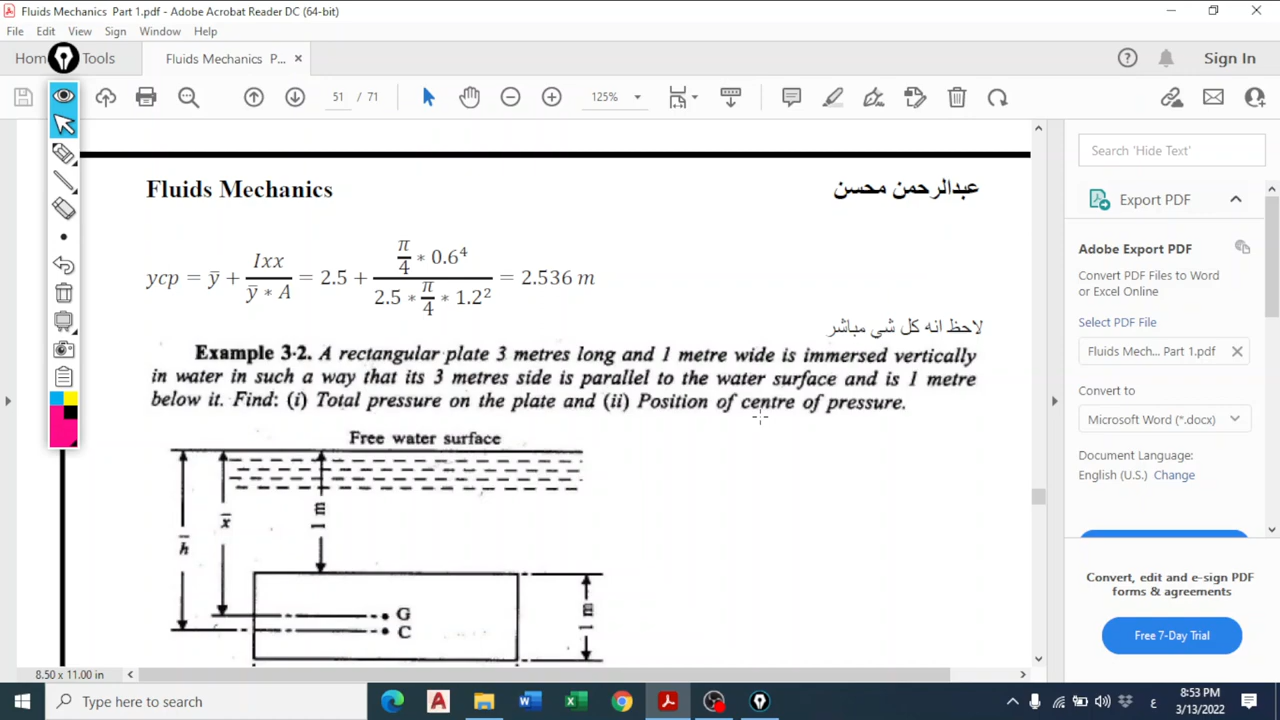 Fluids Mechanics Part 1.pdf - Adobe Acrobat Reader DC (64-bit)
File Edit View Sign Window Help
Hom Tools Fluids Mechanics P... ×
Sign In
51 / 71 125%
Fluids Mechanics عبدالرحمن محسن
ycp = ȳ + Ixx / (ȳ * A) = 2.5 + (π/4 * 0.6⁴) / (2.5 * π/4 * 1.2²) = 2.536 m
لاحظ انه كل شي مباشر
Example 3·2. A rectangular plate 3 metres long and 1 metre wide is immersed vertically
in water in such a way that its 3 metres side is parallel to the water surface and is 1 metre
below it. Find: (i) Total pressure on the plate and (ii) Position of centre of pressure.
Free water surface
h̄
x̄
1 m
G
C
1 m
8.50 x 11.00 in
Search 'Hide Text'
Export PDF
Adobe Export PDF
Convert PDF Files to Word
or Excel Online
Select PDF File
Fluids Mech... Part 1.pdf ×
Convert to
Microsoft Word (*.docx)
Document Language:
English (U.S.) Change
Convert, edit and e-sign PDF
forms & agreements
Free 7-Day Trial
Type here to search
ع
8:53 PM
3/13/2022